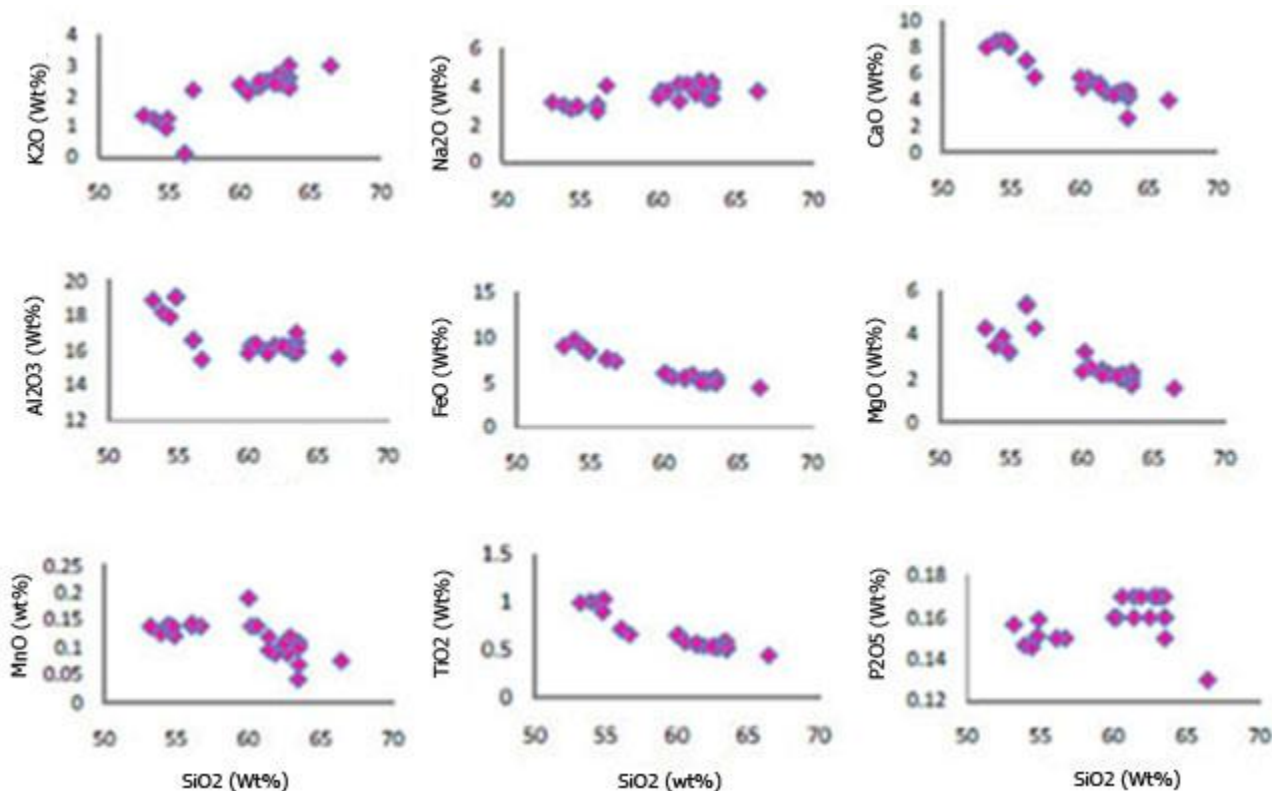 K2O (Wt%)
4
3
2
1
0
50 55 60 65 70
Na2O (Wt%)
6
4
2
0
50 55 60 65 70
CaO (Wt%)
10
8
6
4
2
0
50 55 60 65 70
Al2O3 (Wt%)
20
18
16
14
12
50 55 60 65 70
FeO (Wt%)
15
10
5
0
50 55 60 65 70
MgO (Wt%)
6
4
2
0
50 55 60 65 70
MnO (wt%)
0.25
0.2
0.15
0.1
0.05
0
50 55 60 65 70
SiO2 (Wt%)
TiO2 (Wt%)
1.5
1
0.5
0
50 55 60 65 70
SiO2 (wt%)
P2O5 (Wt%)
0.18
0.16
0.14
0.12
50 55 60 65 70
SiO2 (Wt%)